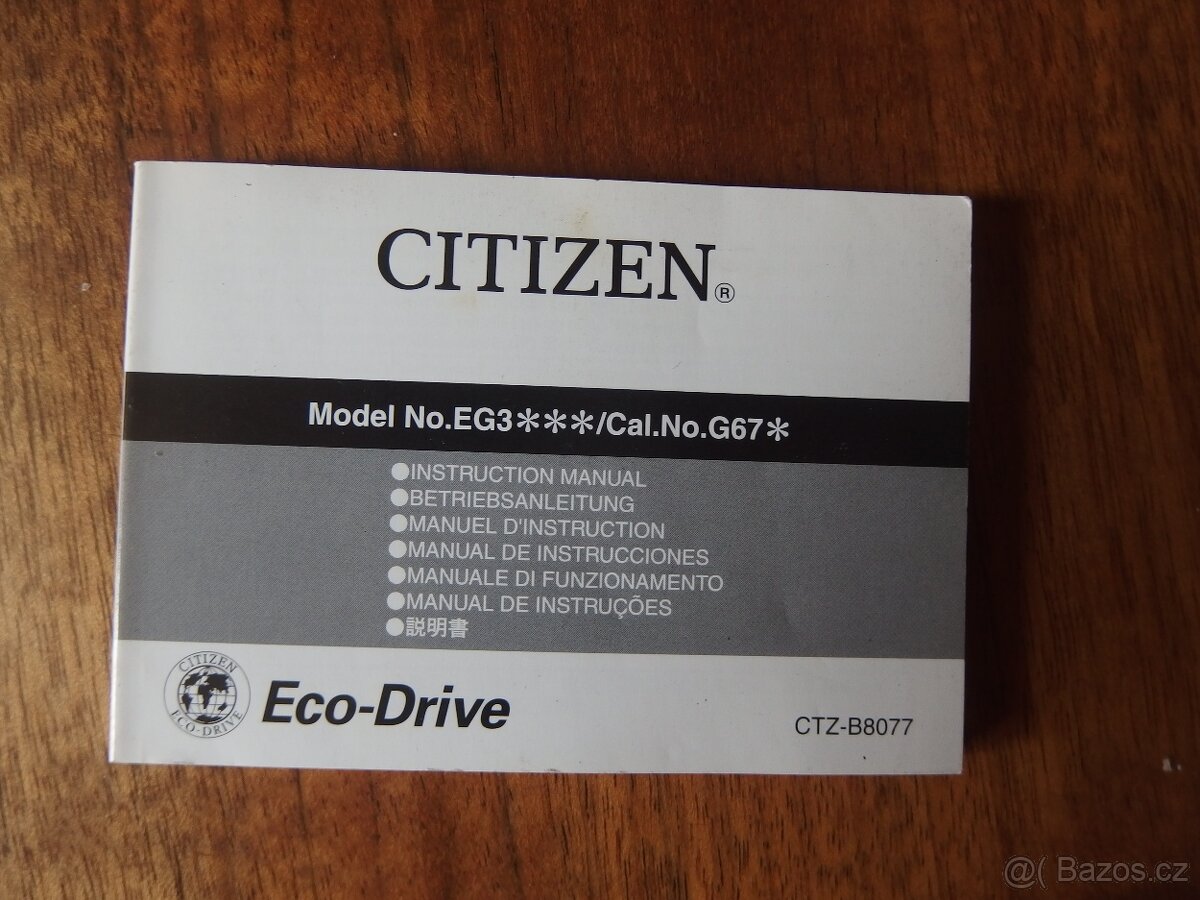 CITIZEN®
Model No.EG3✻✻✻/Cal.No.G67✻
●INSTRUCTION MANUAL
●BETRIEBSANLEITUNG
●MANUEL D'INSTRUCTION
●MANUAL DE INSTRUCCIONES
●MANUALE DI FUNZIONAMENTO
●MANUAL DE INSTRUÇÕES
●説明書
CITIZEN
ECO-DRIVE
Eco-Drive
CTZ-B8077
@( Bazos.cz